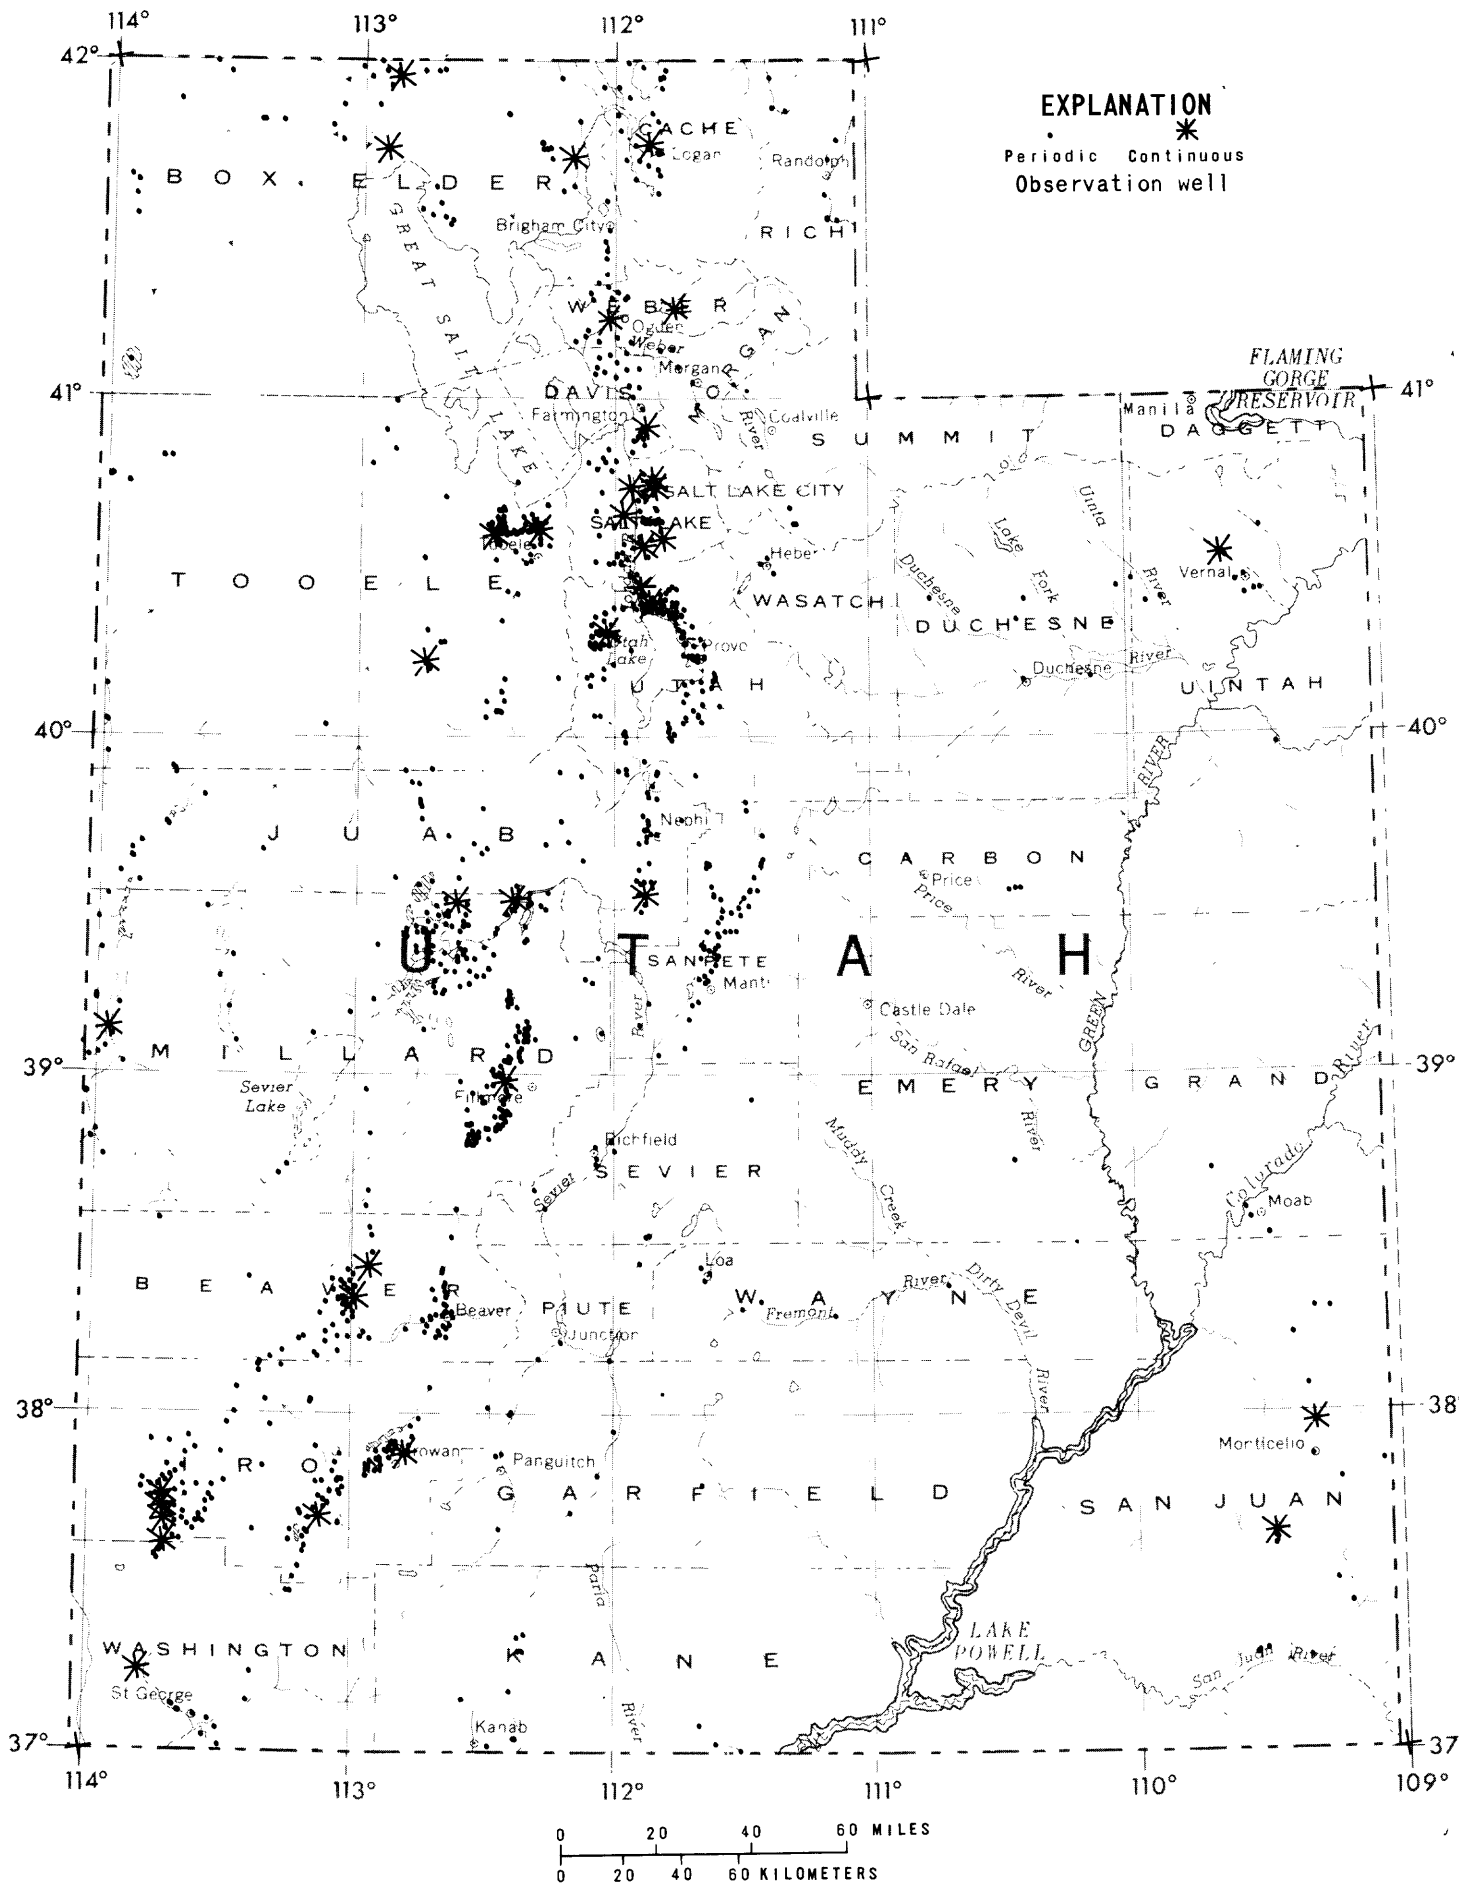 114° 113° 112° 111°
42°
EXPLANATION
Periodic Continuous
Observation well
CACHE
Logan
Randolph
BOX ELDER
Brigham City
RICH
GREAT SALT LAKE
WEBER
Ogden
Weber
MORGAN
Morgan
FLAMING
GORGE
RESERVOIR
41° 41°
DAVIS
Farmington
River
Coalville
Manila
SUMMIT
DAGGETT
SALT LAKE CITY
SALT LAKE
Uinta
River
Lake
Fork
Duchesne
Tooele
Heber
Vernal
TOOELE
WASATCH
DUCHESNE
Utah
Lake
Provo
Duchesne
River
UTAH
UINTAH
40° 40°
RIVER
JUAB
Nephi
CARBON
Price
Price
River
UTAH
SANPETE
Manti
River
Castle Dale
GREEN
San Rafael
River
39° 39°
MILLARD
EMERY
GRAND
River
Sevier
Lake
Fillmore
Richfield
Muddy
Creek
SEVIER
Sevier
Colorado
Moab
Loa
BEAVER
Beaver
PIUTE
Junction
WAYNE
Fremont
River
Dirty
Devil
River
38° 38
Monticello
Panguitch
GARFIELD
SAN JUAN
Paria
River
LAKE
POWELL
San Juan River
WASHINGTON
St George
KANE
Kanab
37° 37
114° 113° 112° 111° 110° 109°
0 20 40 60 MILES
0 20 40 60 KILOMETERS